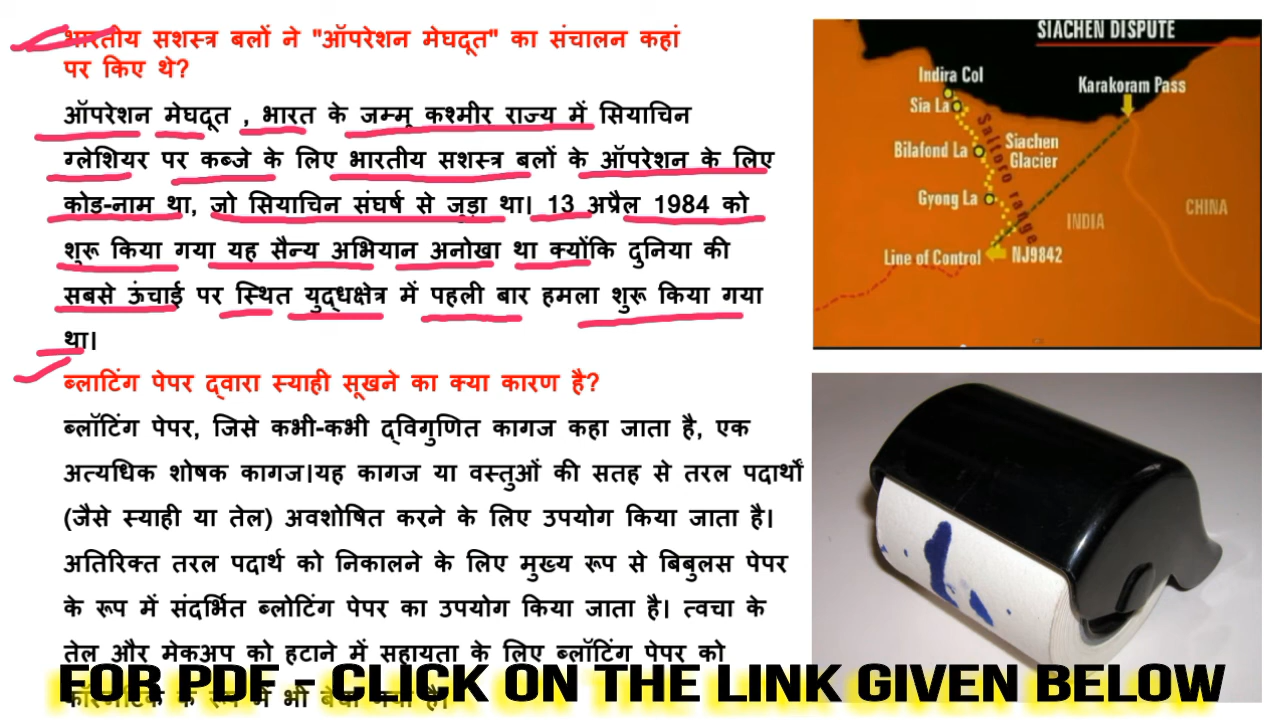 भारतीय सशस्त्र बलों ने "ऑपरेशन मेघदूत" का संचालन कहां
पर किए थे?
ऑपरेशन मेघदूत , भारत के जम्मू कश्मीर राज्य में सियाचिन
ग्लेशियर पर कब्जे के लिए भारतीय सशस्त्र बलों के ऑपरेशन के लिए
कोड-नाम था, जो सियाचिन संघर्ष से जुड़ा था। 13 अप्रैल 1984 को
शुरू किया गया यह सैन्य अभियान अनोखा था क्योंकि दुनिया की
सबसे ऊंचाई पर स्थित युद्धक्षेत्र में पहली बार हमला शुरू किया गया
था।
ब्लाटिंग पेपर द्वारा स्याही सूखने का क्या कारण है?
ब्लॉटिंग पेपर, जिसे कभी-कभी द्विगुणित कागज कहा जाता है, एक
अत्यधिक शोषक कागज।यह कागज या वस्तुओं की सतह से तरल पदार्थों
(जैसे स्याही या तेल) अवशोषित करने के लिए उपयोग किया जाता है।
अतिरिक्त तरल पदार्थ को निकालने के लिए मुख्य रूप से बिबुलस पेपर
के रूप में संदर्भित ब्लोटिंग पेपर का उपयोग किया जाता है। त्वचा के
तेल और मेकअप को हटाने में सहायता के लिए ब्लॉटिंग पेपर को
SIACHEN DISPUTE
Indira Col
Karakoram Pass
Sia La
Saltoro range
Siachen
Glacier
Bilafond La
Gyong La
INDIA
CHINA
Line of Control
NJ9842
FOR PDF - CLICK ON THE LINK GIVEN BELOW